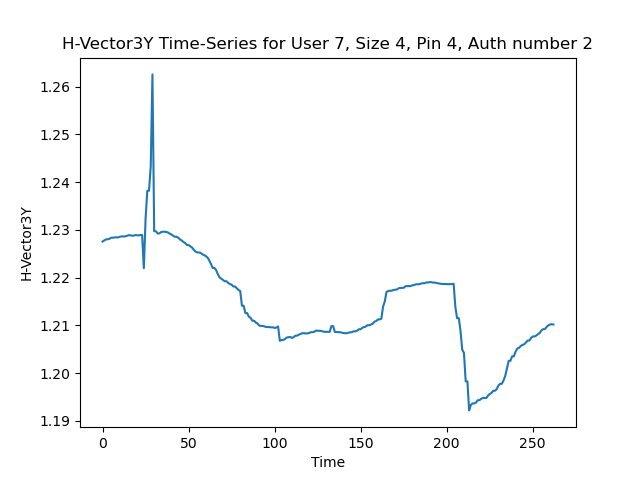 H-Vector3Y Time-Series for User 7, Size 4, Pin 4, Auth number 2
1.26
1.25
1.24
1.23
1.22
1.21
1.20
1.19
H-Vector3Y
0 50 100 150 200 250
Time